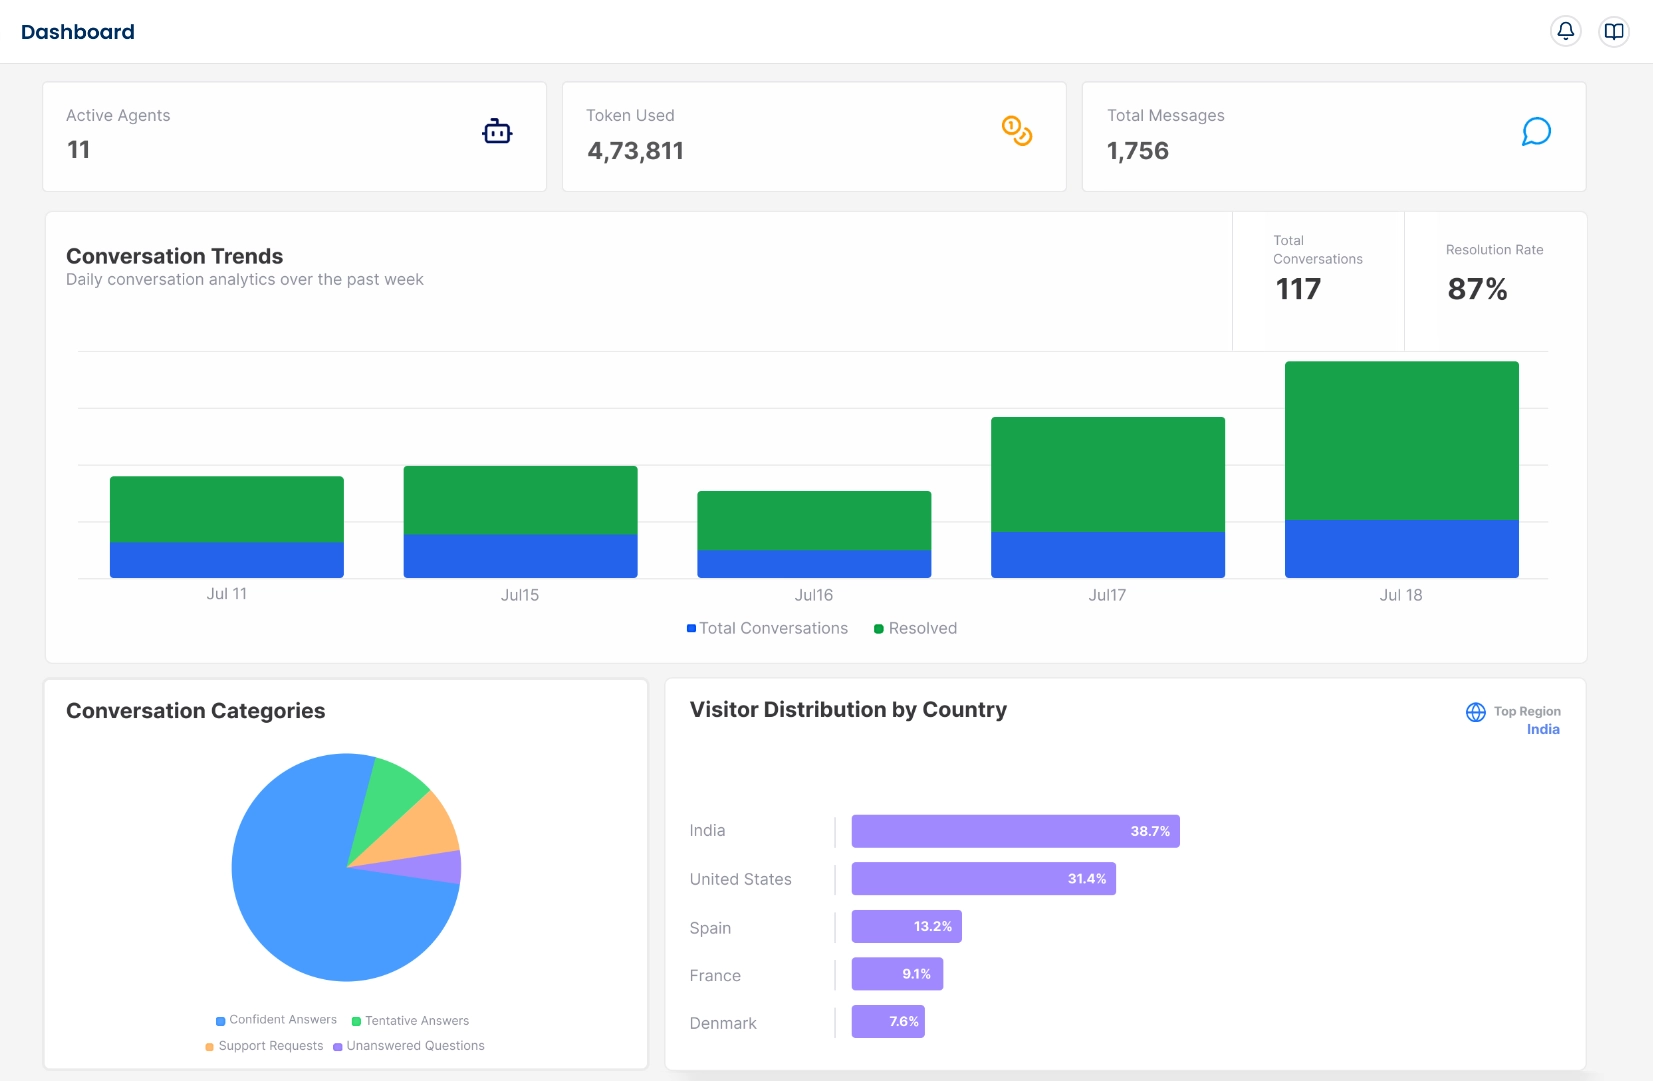 Dashboard
Active Agents
11
Token Used
4,73,811
Total Messages
1,756
Conversation Trends
Daily conversation analytics over the past week
Total
Conversations
117
Resolution Rate
87%
Jul 11
Jul15
Jul16
Jul17
Jul 18
Total Conversations
Resolved
Conversation Categories
Confident Answers
Tentative Answers
Support Requests
Unanswered Questions
Visitor Distribution by Country
Top Region
India
India
38.7%
United States
31.4%
Spain
13.2%
France
9.1%
Denmark
7.6%